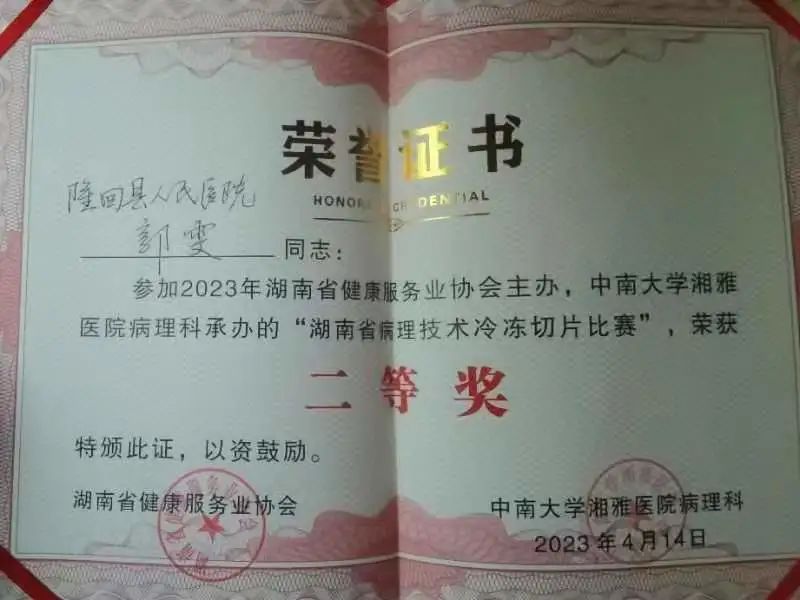 荣誉证书
HONORARY CREDENTIAL
隆回县人民医院
郭雯 同志：
参加2023年湖南省健康服务业协会主办，中南大学湘雅
医院病理科承办的“湖南省病理技术冷冻切片比赛”，荣获
二等奖
特颁此证，以资鼓励。
湖南省健康服务业协会
中南大学湘雅医院病理科
2023年4月14日